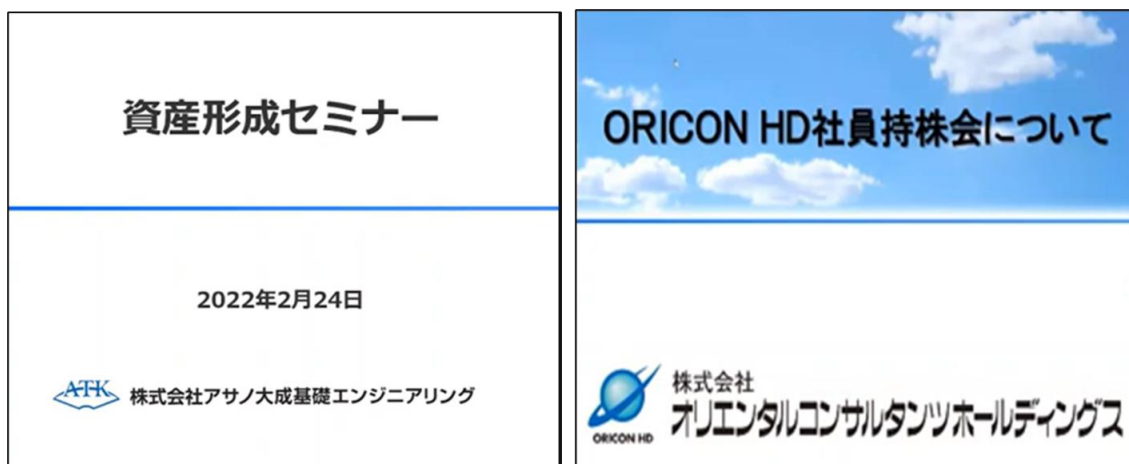 資産形成セミナー
2022年2月24日
ATK 株式会社アサノ大成基礎エンジニアリング
ORICON HD社員持株会について
株式会社
オリエンタルコンサルタンツホールディングス
ORICON HD